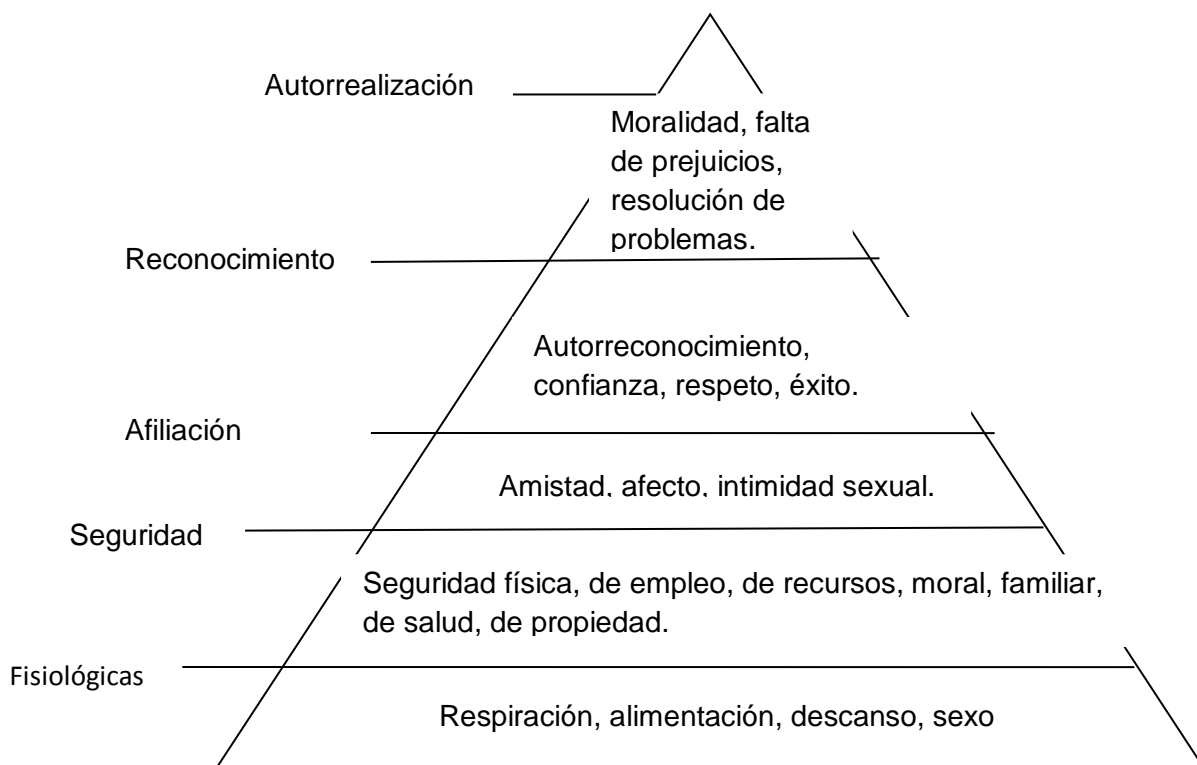 Autorrealización
Moralidad, falta
de prejuicios,
resolución de
problemas.
Reconocimiento
Autorreconocimiento,
confianza, respeto, éxito.
Afiliación
Amistad, afecto, intimidad sexual.
Seguridad
Seguridad física, de empleo, de recursos, moral, familiar,
de salud, de propiedad.
Fisiológicas
Respiración, alimentación, descanso, sexo